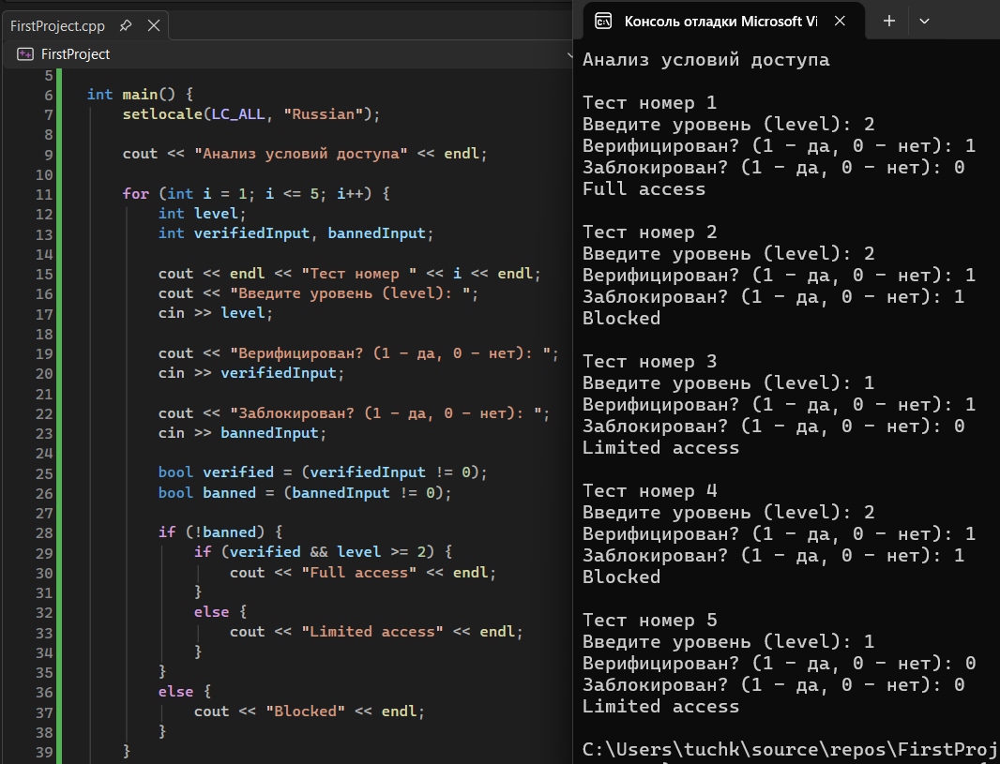 FirstProject.cpp
FirstProject
5
6 int main() {
7 setlocale(LC_ALL, "Russian");
8
9 cout << "Анализ условий доступа" << endl;
10
11 for (int i = 1; i <= 5; i++) {
12 int level;
13 int verifiedInput, bannedInput;
14
15 cout << endl << "Тест номер " << i << endl;
16 cout << "Введите уровень (level): ";
17 cin >> level;
18
19 cout << "Верифицирован? (1 - да, 0 - нет): ";
20 cin >> verifiedInput;
21
22 cout << "Заблокирован? (1 - да, 0 - нет): ";
23 cin >> bannedInput;
24
25 bool verified = (verifiedInput != 0);
26 bool banned = (bannedInput != 0);
27
28 if (!banned) {
29 if (verified && level >= 2) {
30 cout << "Full access" << endl;
31 }
32 else {
33 cout << "Limited access" << endl;
34 }
35 }
36 else {
37 cout << "Blocked" << endl;
38 }
39 }
Консоль отладки Microsoft Vi
Анализ условий доступа

Тест номер 1
Введите уровень (level): 2
Верифицирован? (1 - да, 0 - нет): 1
Заблокирован? (1 - да, 0 - нет): 0
Full access

Тест номер 2
Введите уровень (level): 2
Верифицирован? (1 - да, 0 - нет): 1
Заблокирован? (1 - да, 0 - нет): 1
Blocked

Тест номер 3
Введите уровень (level): 1
Верифицирован? (1 - да, 0 - нет): 1
Заблокирован? (1 - да, 0 - нет): 0
Limited access

Тест номер 4
Введите уровень (level): 2
Верифицирован? (1 - да, 0 - нет): 1
Заблокирован? (1 - да, 0 - нет): 1
Blocked

Тест номер 5
Введите уровень (level): 1
Верифицирован? (1 - да, 0 - нет): 0
Заблокирован? (1 - да, 0 - нет): 0
Limited access

C:\Users\tuchk\source\repos\FirstProj